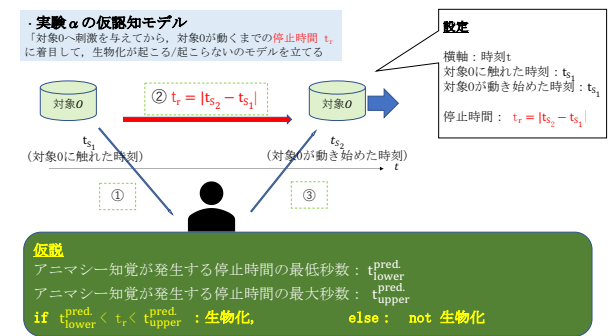 ・実験αの仮認知モデル
「対象0へ刺激を与えてから，対象0が動くまでの停止時間 tr
に着目して，生物化が起こる/起こらないのモデルを立てる
設定
横軸：時刻t
対象0に触れた時刻：ts1
対象0が動き始めた時刻：ts1
停止時間： tr = |ts2 − ts1|
対象0
② tr = |ts2 − ts1|
対象0
ts1
(対象0に触れた時刻)
ts2
(対象0が動き始めた時刻)
t
①
③
仮説
アニマシー知覚が発生する停止時間の最低秒数： t pred. lower
アニマシー知覚が発生する停止時間の最大秒数： t pred. upper
if t pred. lower < tr < t pred. upper ：生物化, else： not 生物化